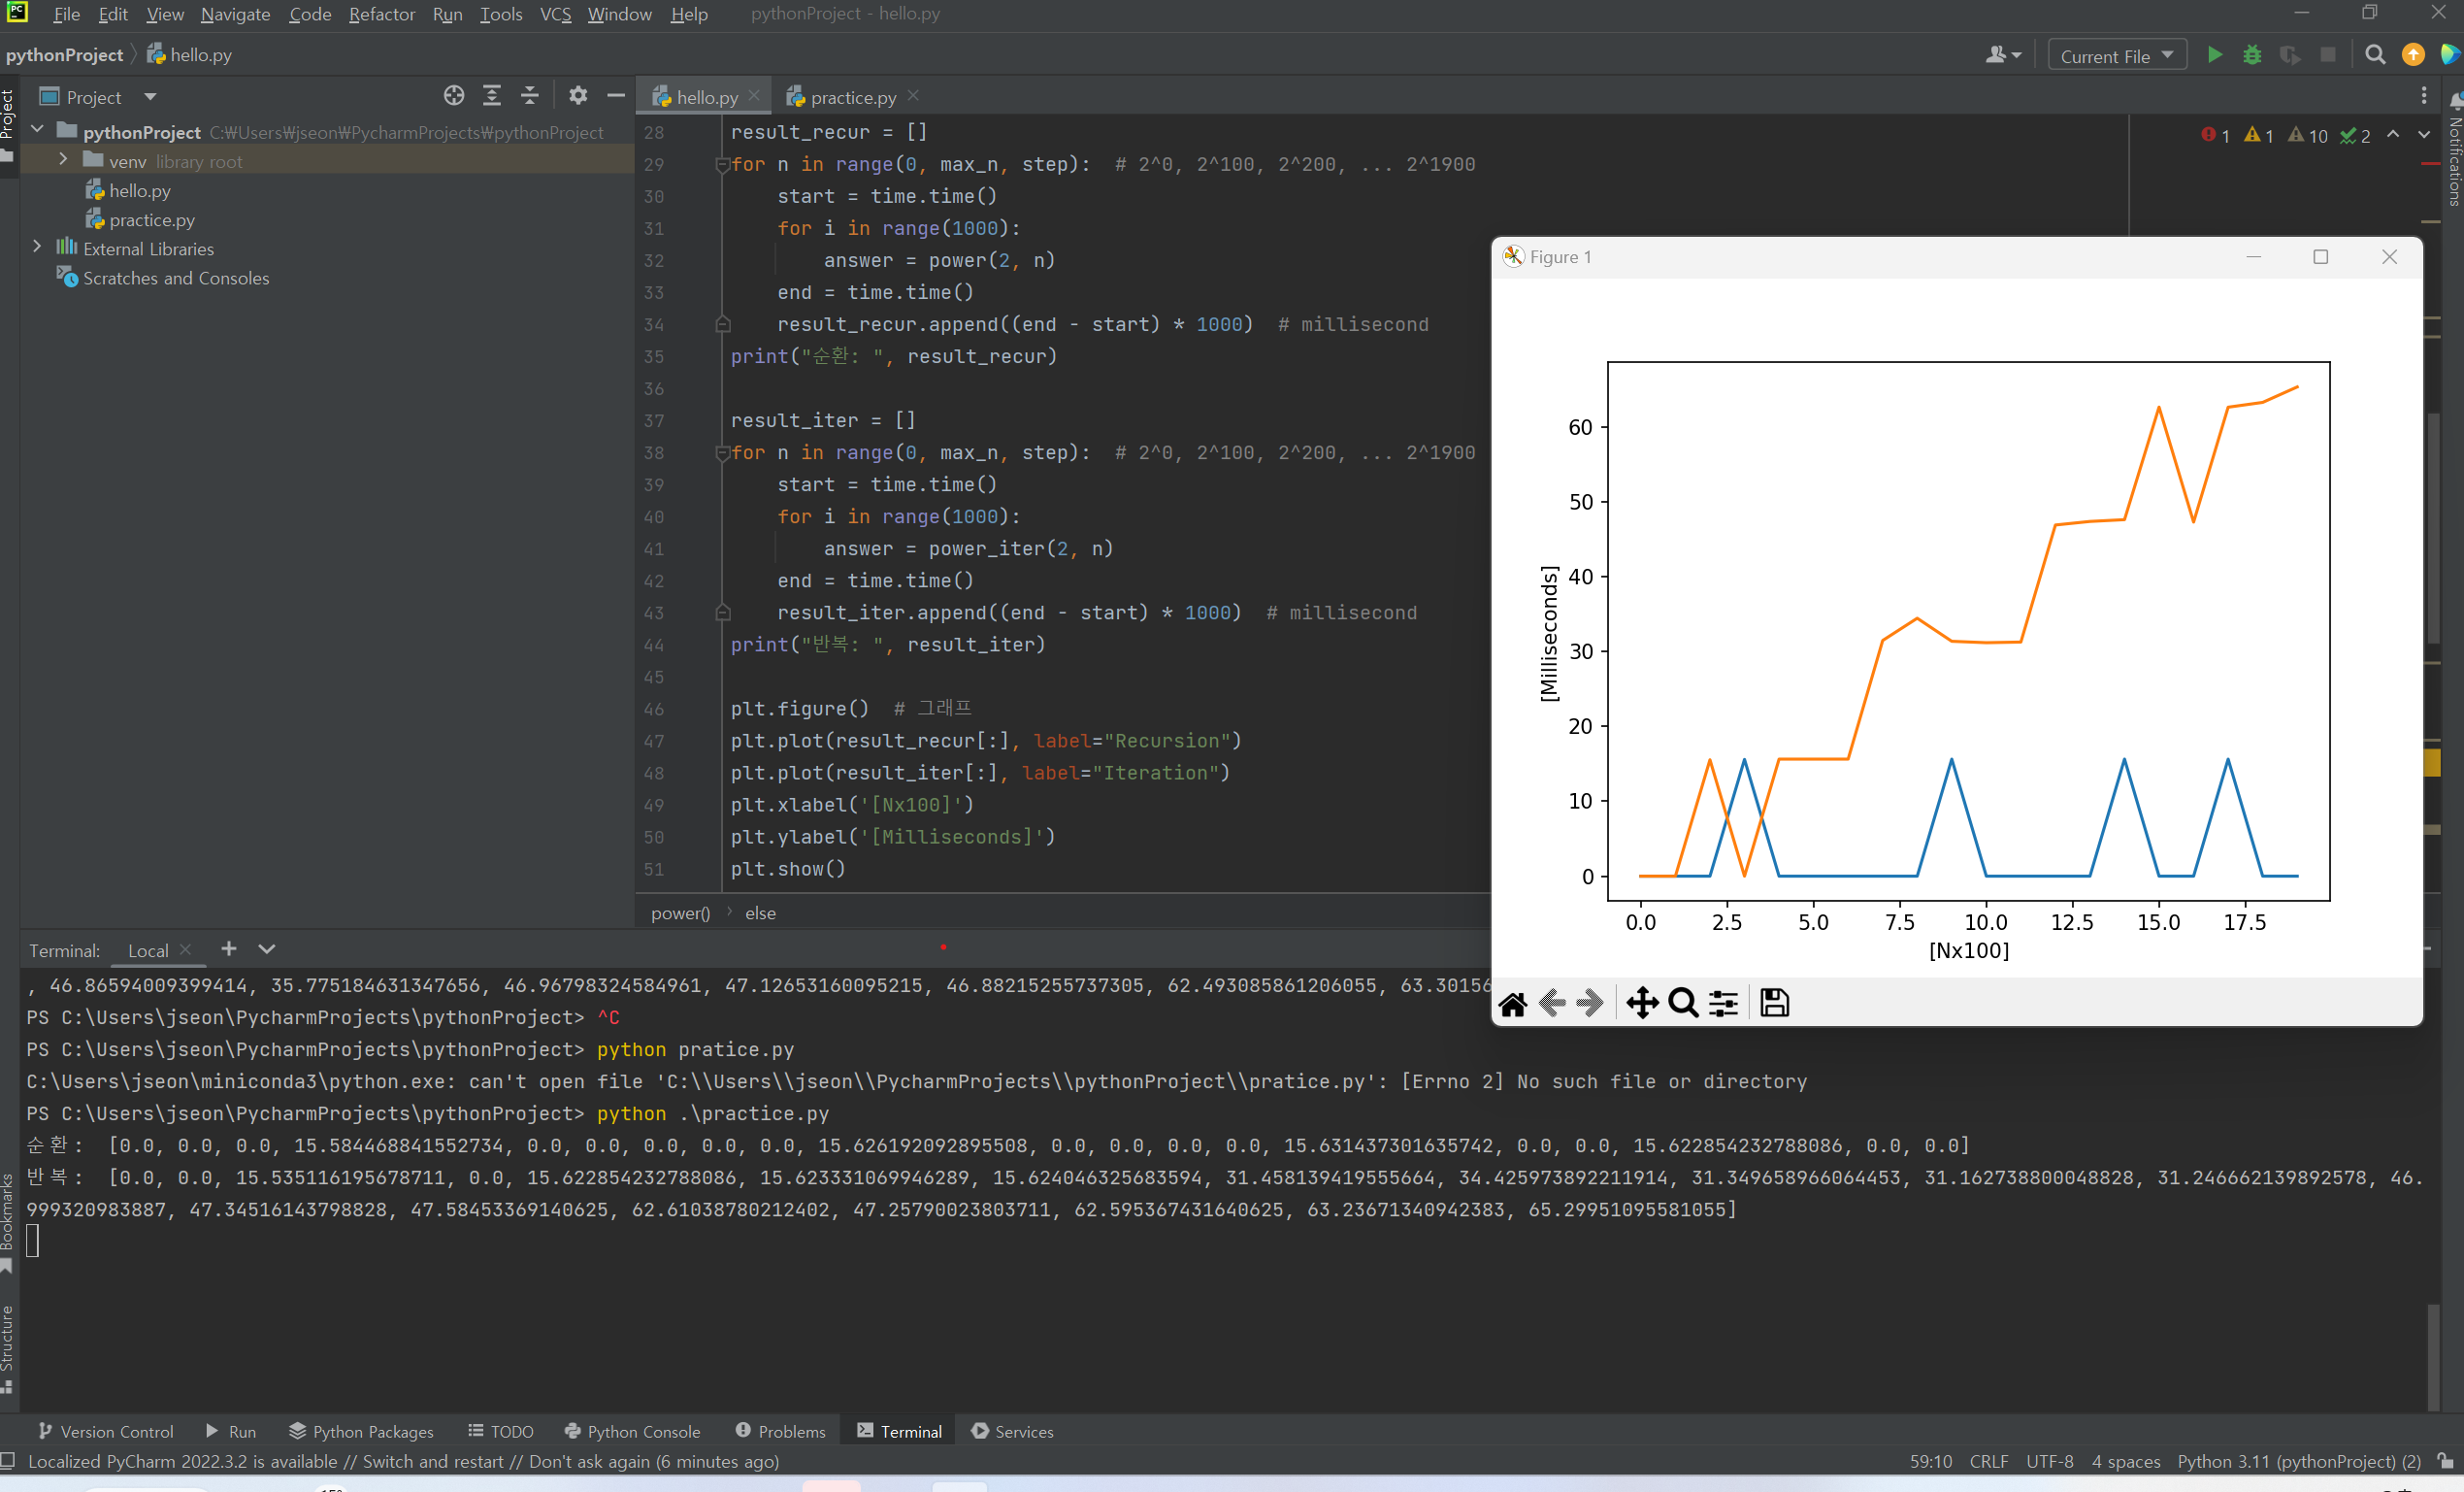 File Edit View Navigate Code Refactor Run Tools VCS Window Help pythonProject - hello.py
pythonProject hello.py Current File
Project
Project
Notifications
hello.py practice.py
pythonProject C:₩Users₩jseon₩PycharmProjects₩pythonProject
venv library root
hello.py
practice.py
External Libraries
Scratches and Consoles
1 1 10 2
28 result_recur = []
29 for n in range(0, max_n, step):  # 2^0, 2^100, 2^200, ... 2^1900
30     start = time.time()
31     for i in range(1000):
32         answer = power(2, n)
33     end = time.time()
34     result_recur.append((end - start) * 1000)  # millisecond
35 print("순환: ", result_recur)
36
37 result_iter = []
38 for n in range(0, max_n, step):  # 2^0, 2^100, 2^200, ... 2^1900
39     start = time.time()
40     for i in range(1000):
41         answer = power_iter(2, n)
42     end = time.time()
43     result_iter.append((end - start) * 1000)  # millisecond
44 print("반복: ", result_iter)
45
46 plt.figure()  # 그래프
47 plt.plot(result_recur[:], label="Recursion")
48 plt.plot(result_iter[:], label="Iteration")
49 plt.xlabel('[Nx100]')
50 plt.ylabel('[Milliseconds]')
51 plt.show()
power() else
Figure 1
60
50
40
30
20
10
0
[Milliseconds]
0.0 2.5 5.0 7.5 10.0 12.5 15.0 17.5
[Nx100]
Terminal: Local
, 46.86594009399414, 35.775184631347656, 46.96798324584961, 47.12653160095215, 46.88215255737305, 62.493085861206055, 63.30156
PS C:\Users\jseon\PycharmProjects\pythonProject> ^C
PS C:\Users\jseon\PycharmProjects\pythonProject> python pratice.py
C:\Users\jseon\miniconda3\python.exe: can't open file 'C:\\Users\\jseon\\PycharmProjects\\pythonProject\\pratice.py': [Errno 2] No such file or directory
PS C:\Users\jseon\PycharmProjects\pythonProject> python .\practice.py
순환:  [0.0, 0.0, 0.0, 15.584468841552734, 0.0, 0.0, 0.0, 0.0, 0.0, 15.626192092895508, 0.0, 0.0, 0.0, 0.0, 15.631437301635742, 0.0, 0.0, 15.622854232788086, 0.0, 0.0]
반복:  [0.0, 0.0, 15.535116195678711, 0.0, 15.622854232788086, 15.623331069946289, 15.624046325683594, 31.458139419555664, 34.425973892211914, 31.349658966064453, 31.162738800048828, 31.246662139892578, 46.
999320983887, 47.34516143798828, 47.58453369140625, 62.61038780212402, 47.25790023803711, 62.595367431640625, 63.23671340942383, 65.29951095581055]
Bookmarks
Structure
Version Control Run Python Packages TODO Python Console Problems Terminal Services
Localized PyCharm 2022.3.2 is available // Switch and restart // Don't ask again (6 minutes ago) 59:10 CRLF UTF-8 4 spaces Python 3.11 (pythonProject) (2)